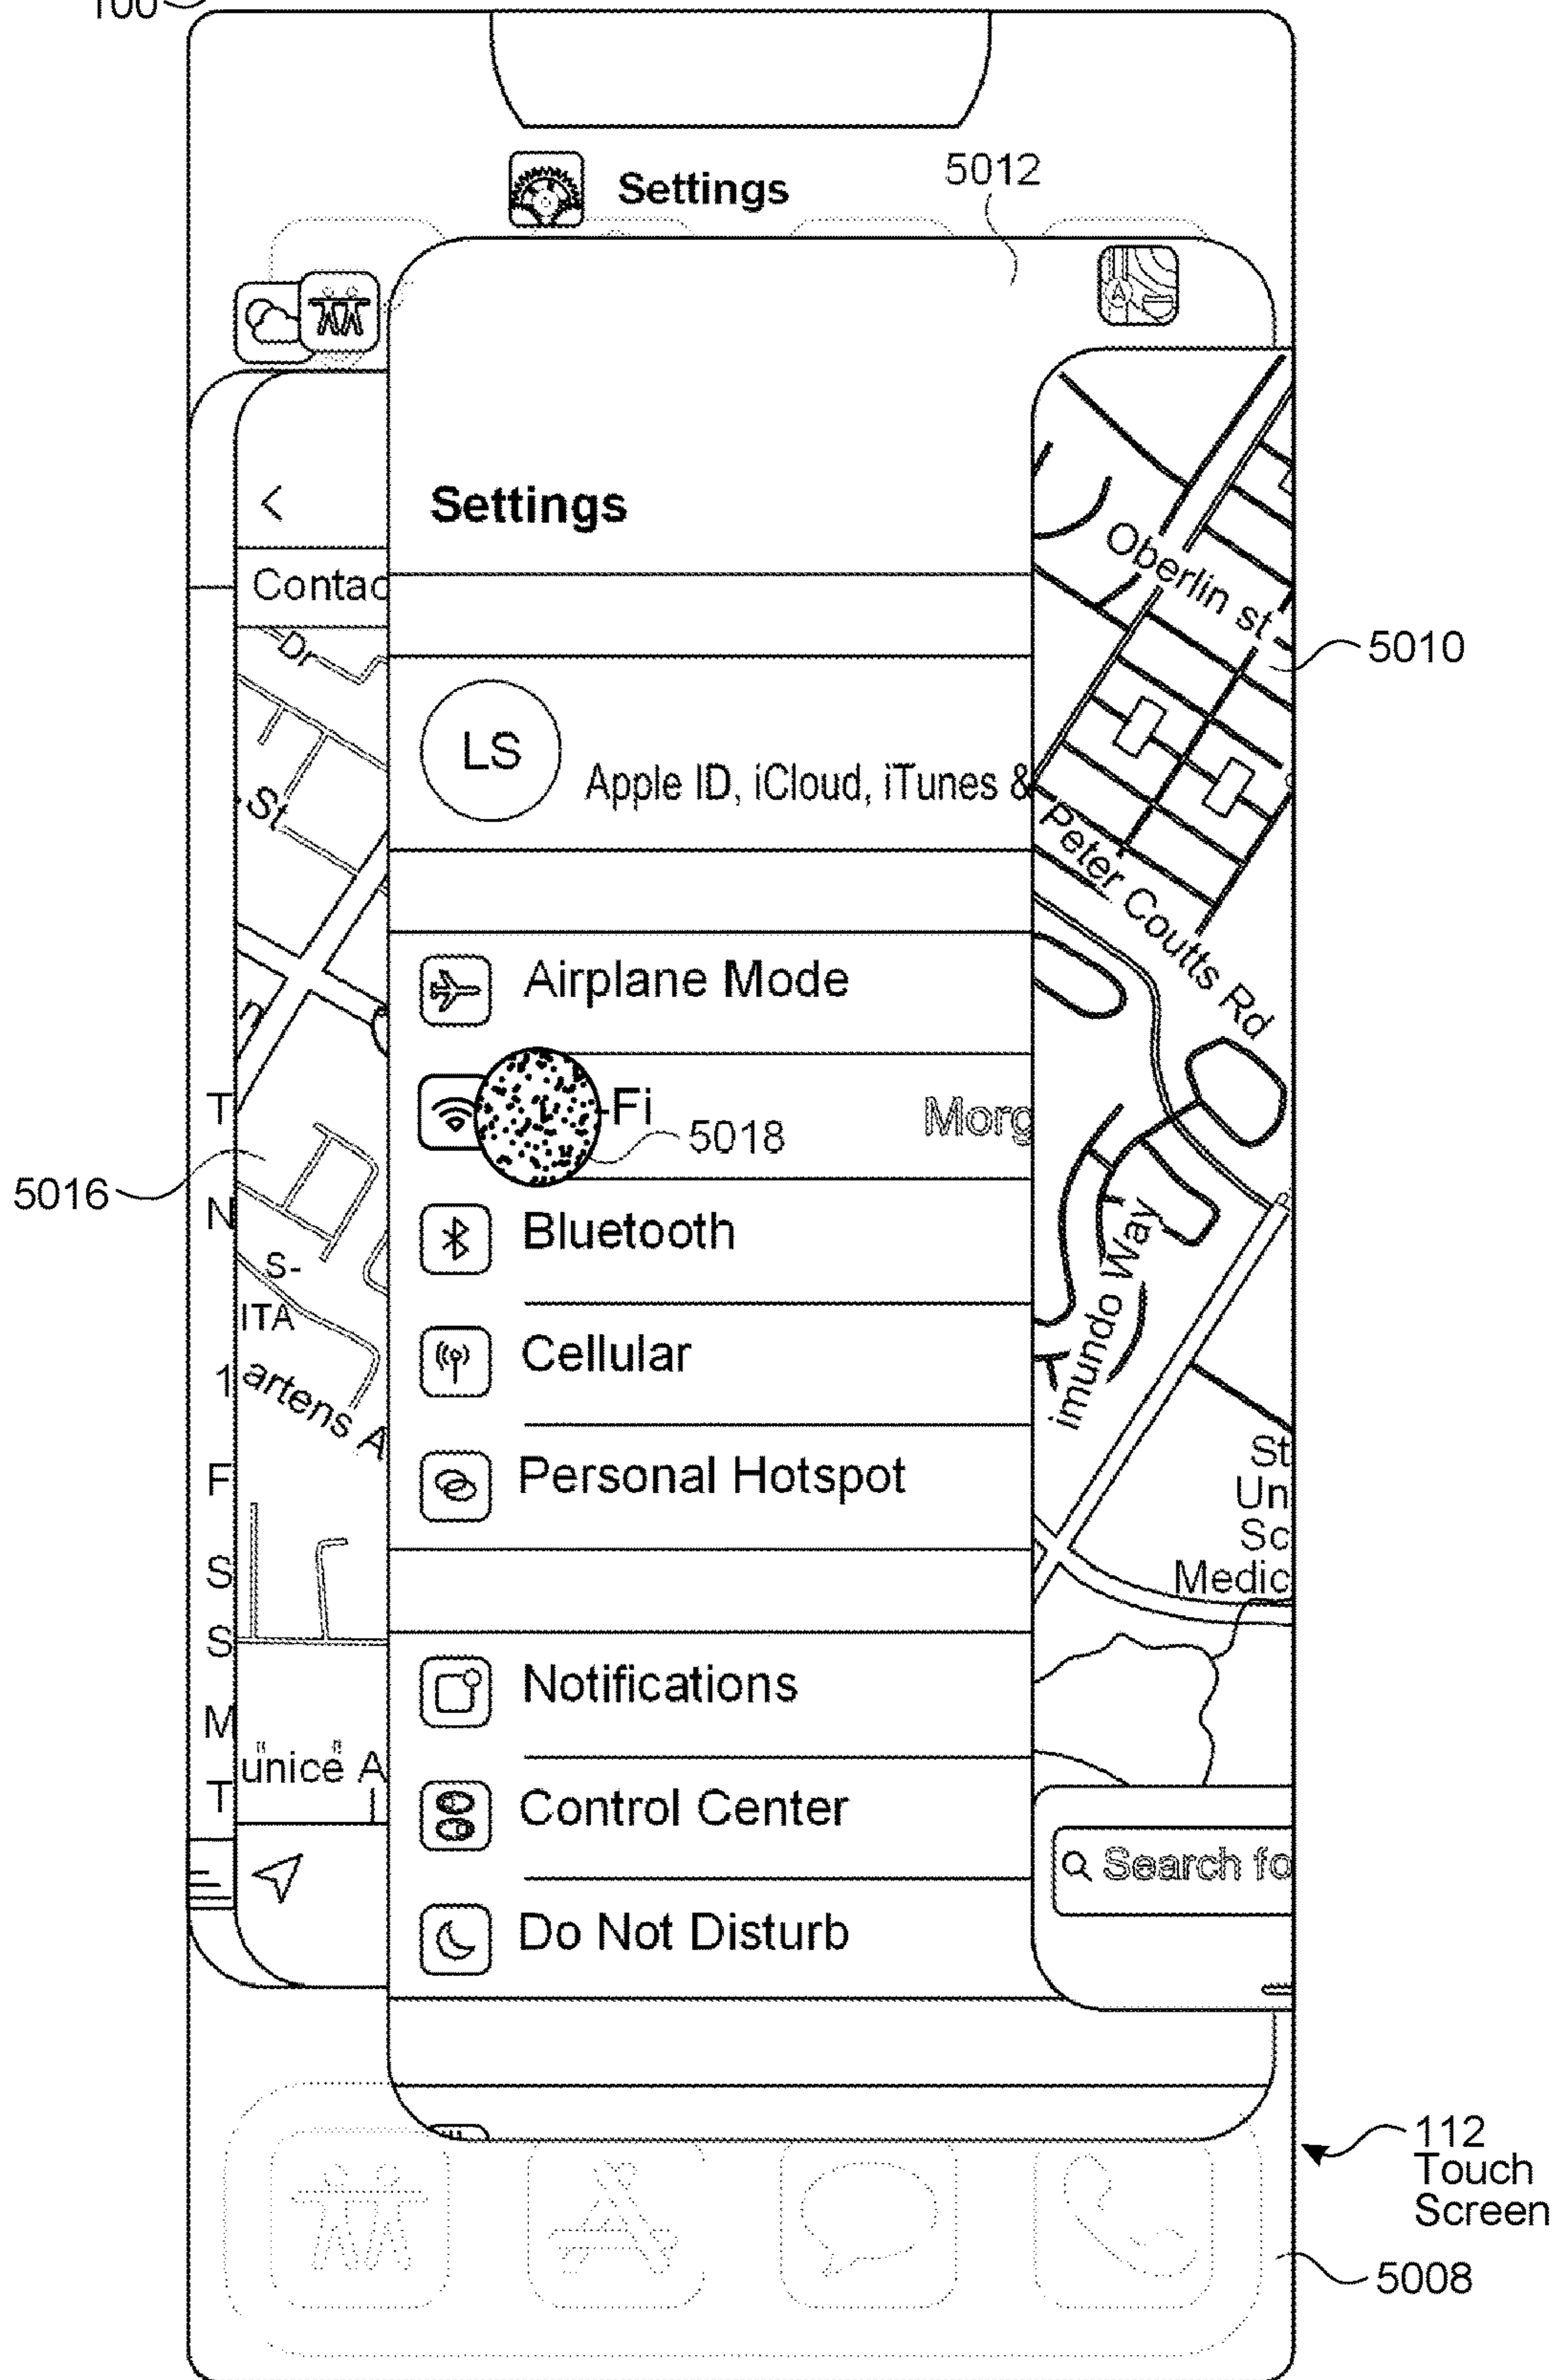 100
Settings
5012
Settings
<
Contac
Dr
Oberlin st
5010
LS
Apple ID, iCloud, iTunes &
St
Peter Coutts Rd
Airplane Mode
T
-Fi
Morg
5018
5016
N
Bluetooth
S-
ITA
imundo Way
Cellular
1
artens A
St
Un
Sc
Medic
F
Personal Hotspot
S
S
Notifications
M
ünice A
T
Control Center
Search fo
Do Not Disturb
112
Touch
Screen
5008